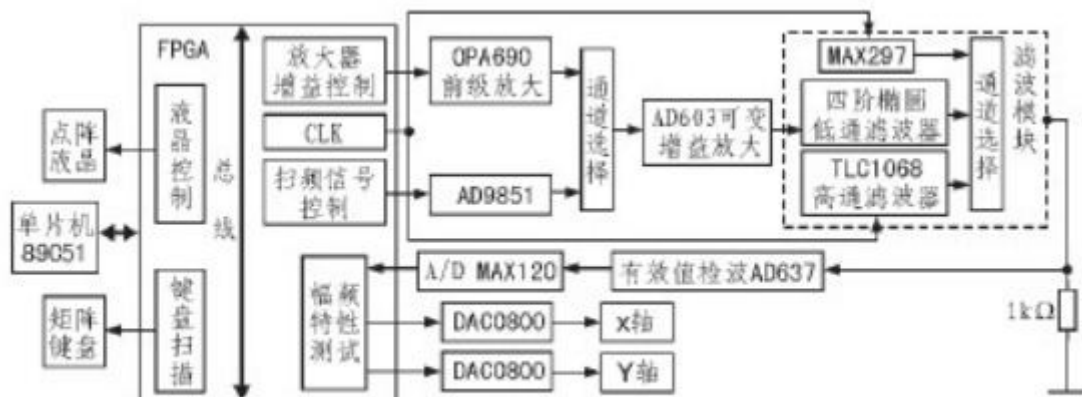 FPGA
总
线
液
晶
控
制
键
盘
扫
描
点阵
液晶
单片机
89C51
矩阵
键盘
放大器
增益控制
CLK
扫频信号
控制
幅频
特性
测试
OPA690
前级放大
AD9851
通
道
选
择
AD603可变
增益放大
MAX297
四阶椭圆
低通滤波器
TLC1068
高通滤波器
通
道
选
择
滤
波
模
块
A/D MAX120
有效值检波AD637
DAC0800
X轴
DAC0800
Y轴
1kΩ